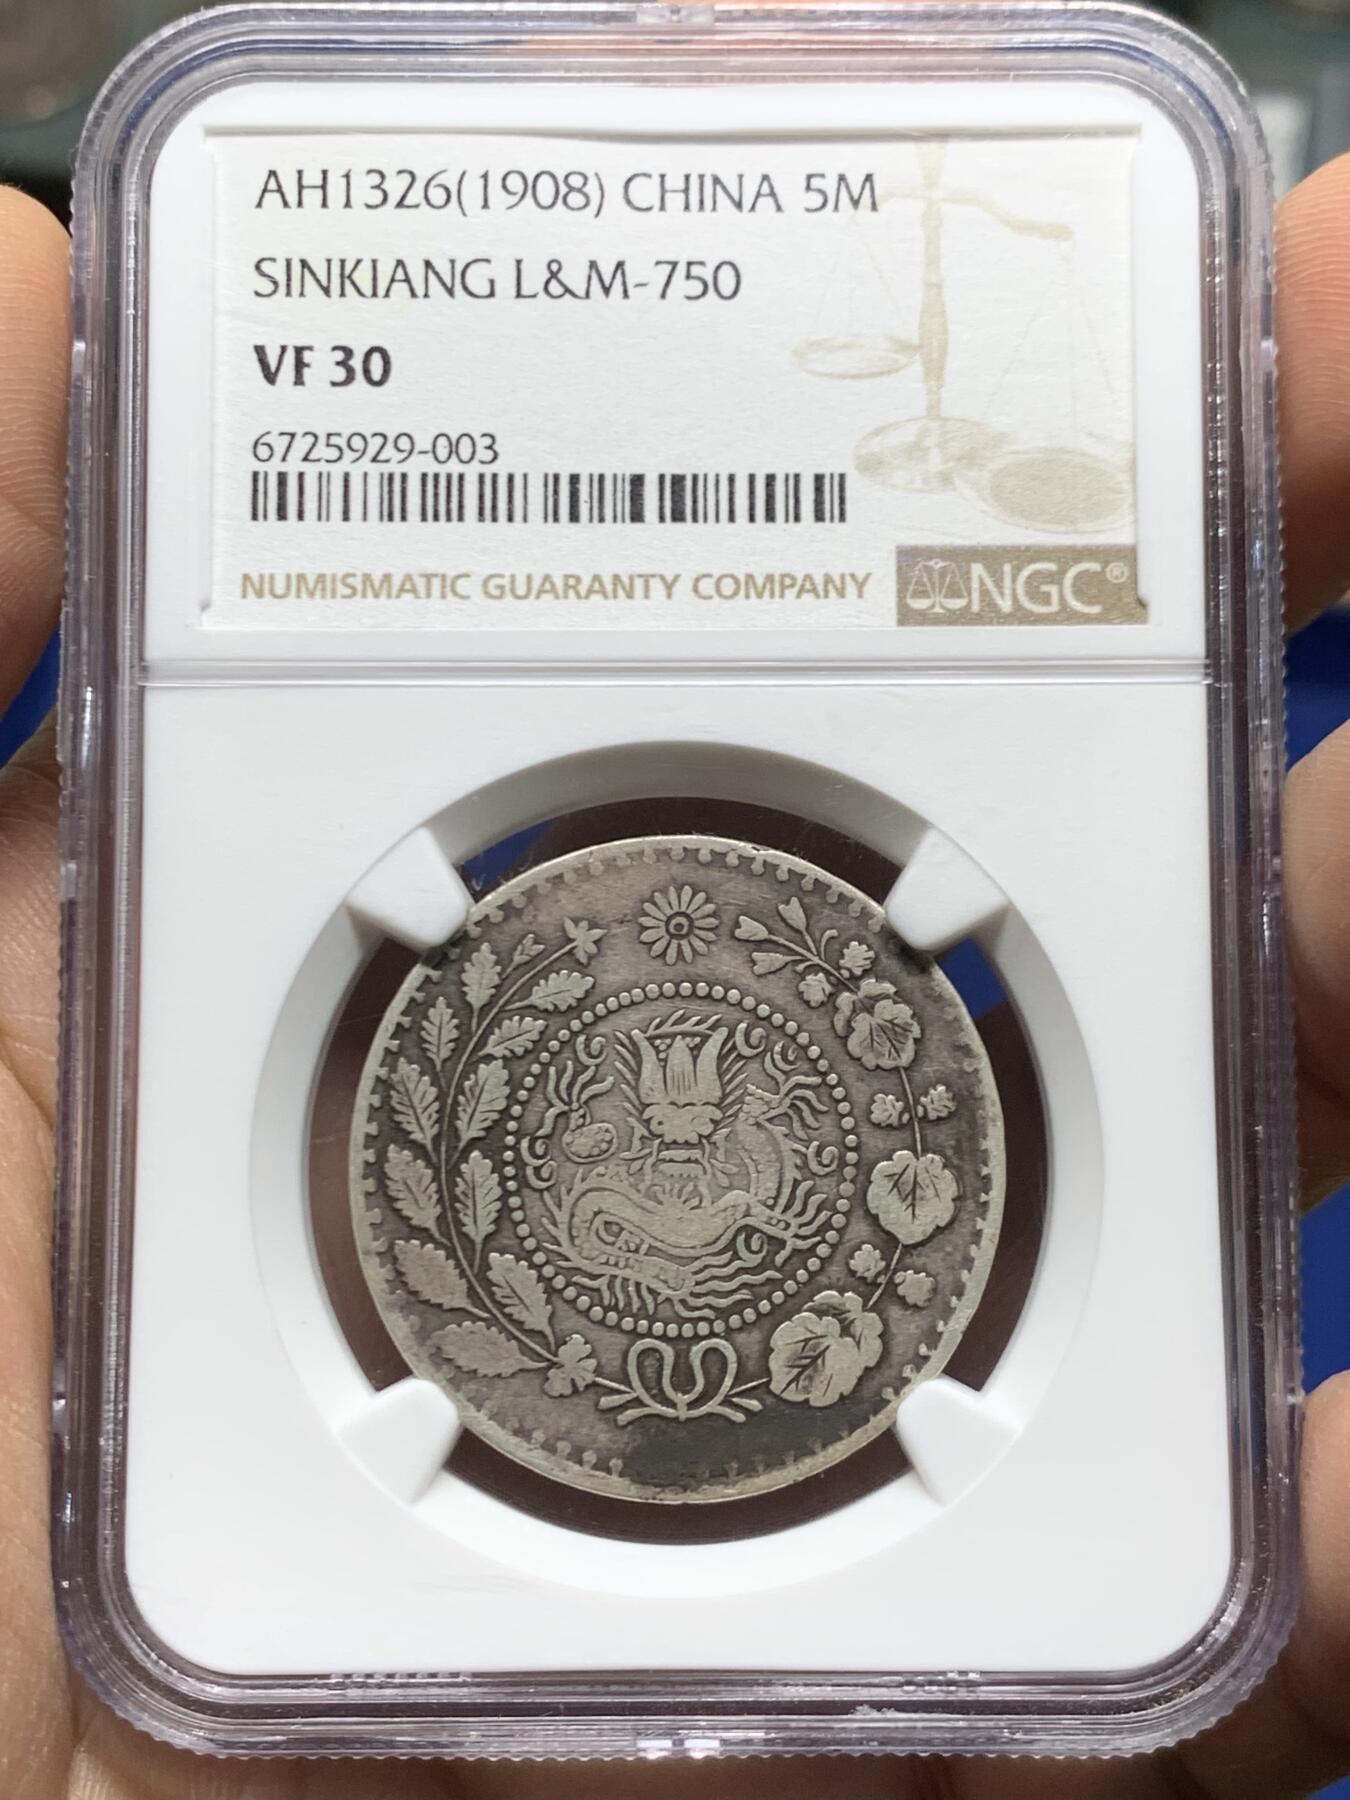 AH1326(1908) CHINA 5M
SINKIANG L&M-750
VF 30
6725929-003
NUMISMATIC GUARANTY COMPANY NGC®